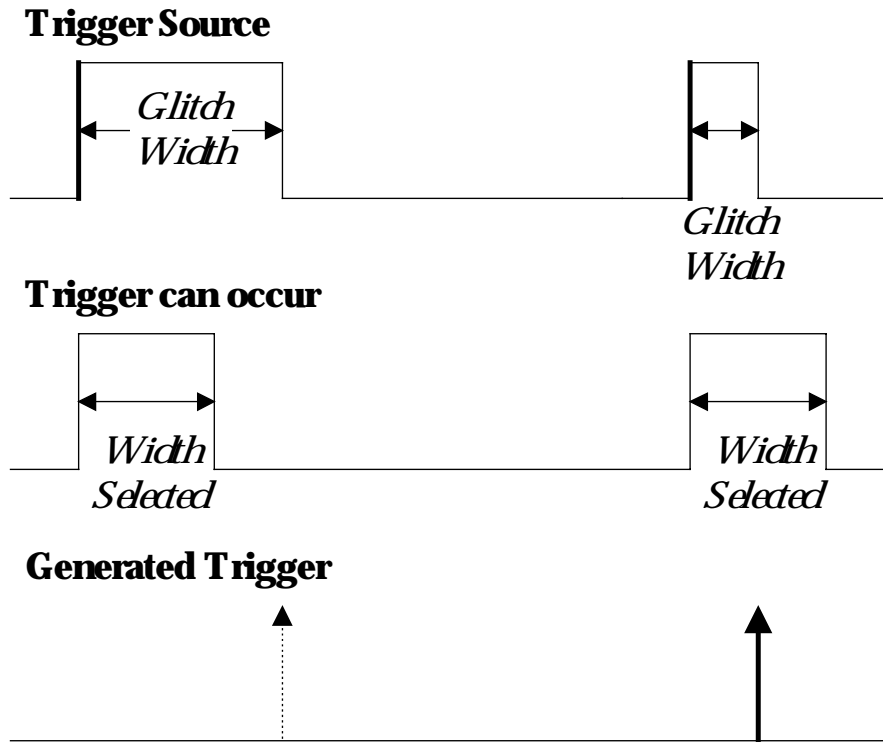 Trigger Source
Glitch
Width
Glitch
Width
Trigger can occur
Width
Selected
Width
Selected
Generated Trigger